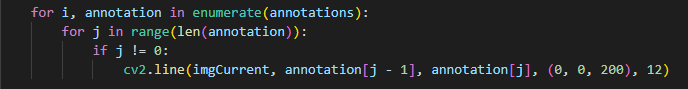 for i, annotation in enumerate(annotations):
    for j in range(len(annotation)):
        if j != 0:
            cv2.line(imgCurrent, annotation[j - 1], annotation[j], (0, 0, 200), 12)